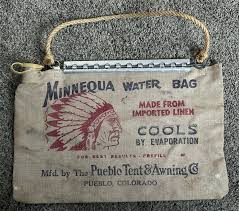 MINNEQUA WATER BAG
MADE FROM
IMPORTED LINEN
COOLS
BY EVAPORATION
FOR BEST RESULTS - PREFILL
Mfd. by The Pueblo Tent & Awning Co
PUEBLO, COLORADO